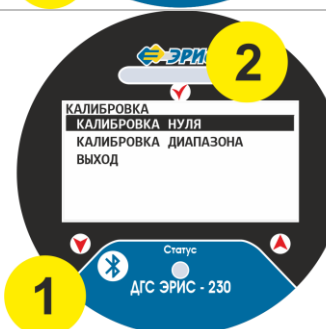 ЭРИС
2
КАЛИБРОВКА
КАЛИБРОВКА НУЛЯ
КАЛИБРОВКА ДИАПАЗОНА
ВЫХОД
Статус
1
ДГС ЭРИС - 230